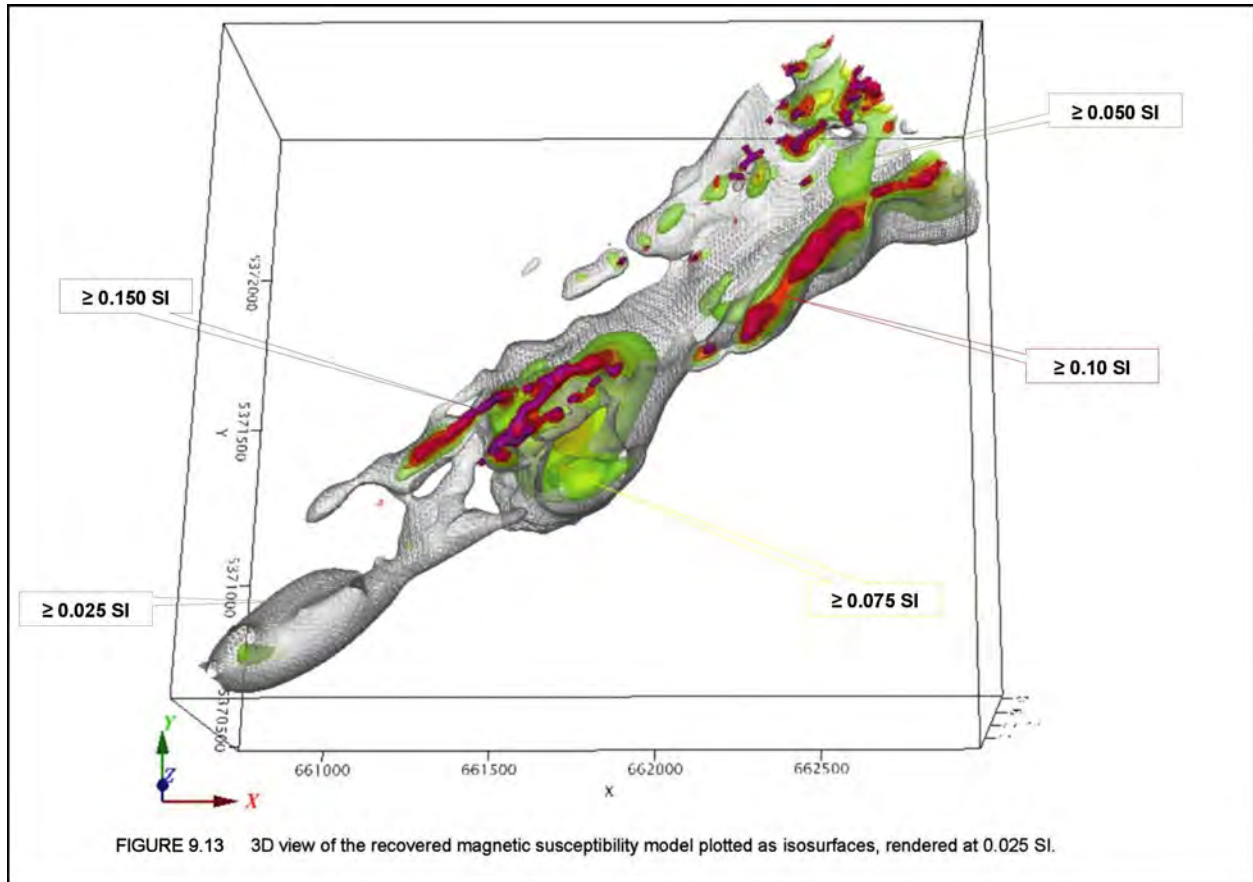 ≥ 0.050 SI
≥ 0.150 SI
≥ 0.10 SI
≥ 0.075 SI
≥ 0.025 SI
5372000
5371500
Y
5371000
5370500
661000 661500 662000 662500
X
Y
Z
X
FIGURE 9.13 3D view of the recovered magnetic susceptibility model plotted as isosurfaces, rendered at 0.025 SI.